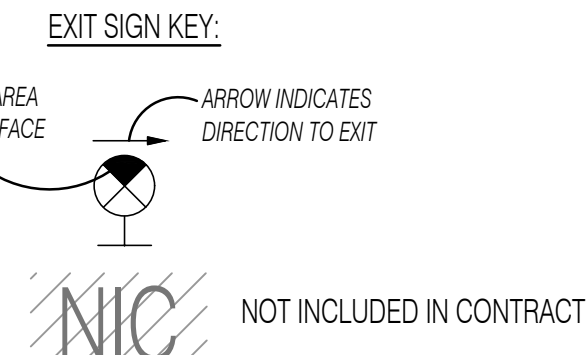 EXIT SIGN KEY:
AREA
FACE
ARROW INDICATES
DIRECTION TO EXIT
NIC
NOT INCLUDED IN CONTRACT